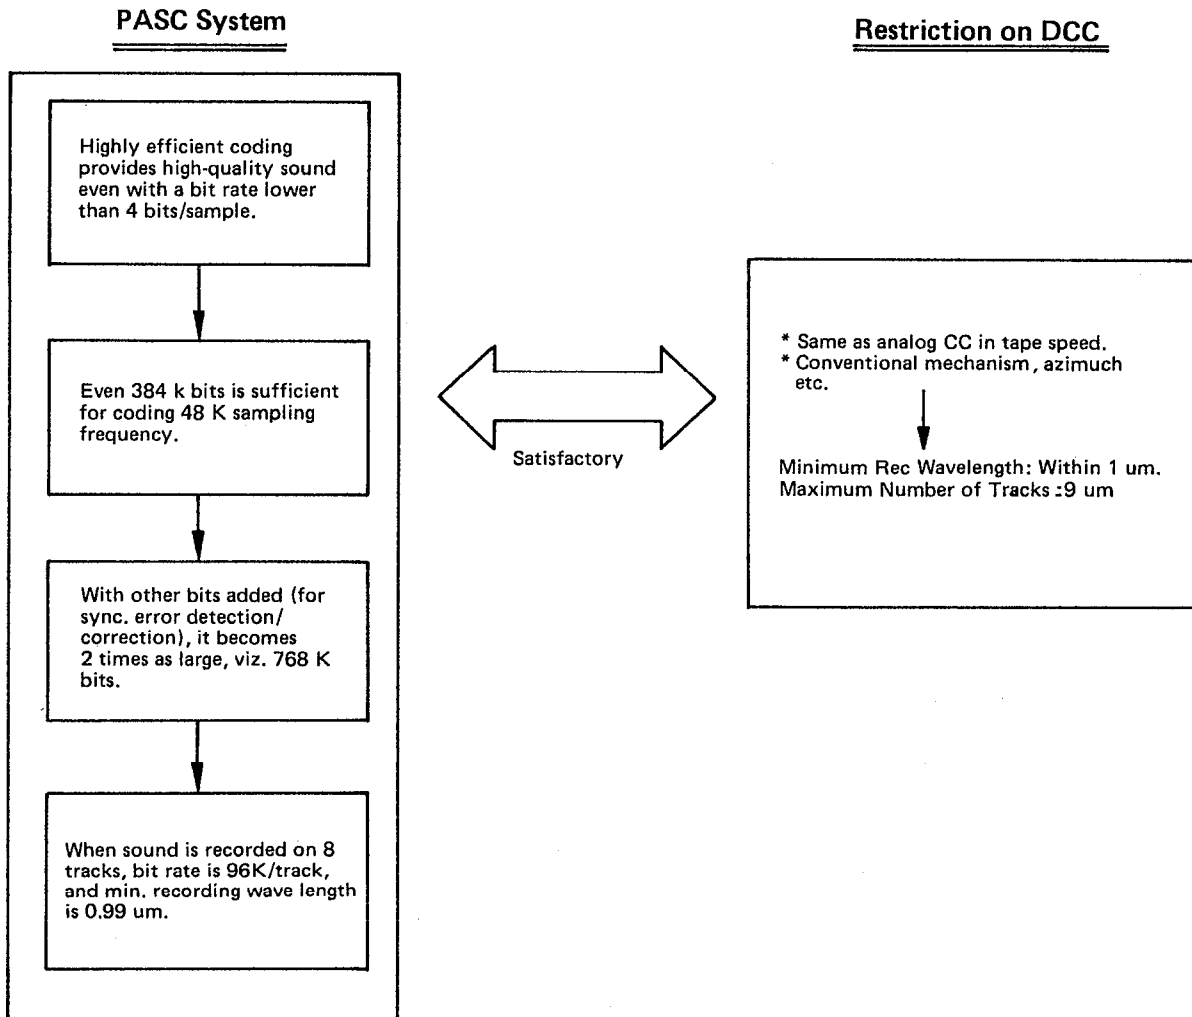 PASC System
Restriction on DCC
Highly efficient coding
provides high-quality sound
even with a bit rate lower
than 4 bits/sample.
Even 384 k bits is sufficient
for coding 48 K sampling
frequency.
With other bits added (for
sync. error detection/
correction), it becomes
2 times as large, viz. 768 K
bits.
When sound is recorded on 8
tracks, bit rate is 96K/track,
and min. recording wave length
is 0.99 um.
Satisfactory
* Same as analog CC in tape speed.
* Conventional mechanism, azimuch
etc.
Minimum Rec Wavelength: Within 1 um.
Maximum Number of Tracks :9 um